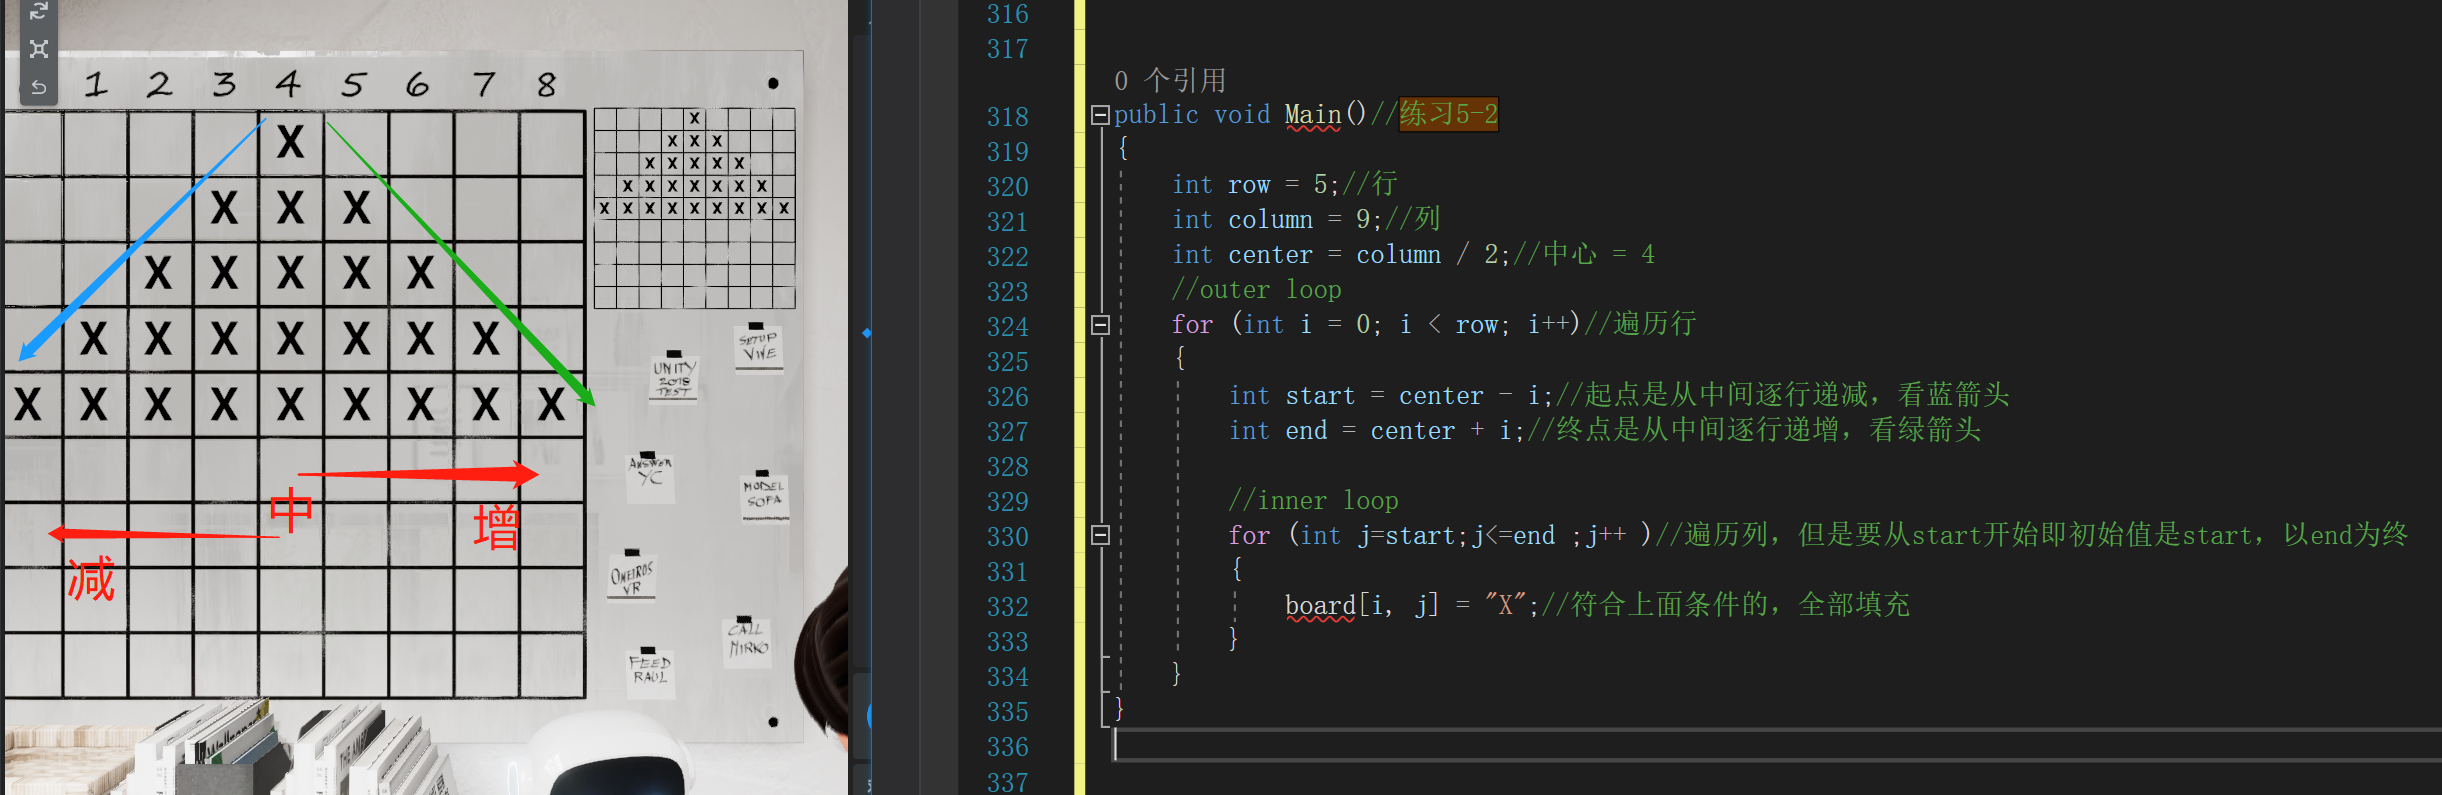 1 2 3 4 5 6 7 8
X
X X X
X X X X X
X X X X X X X
X X X X X X X X X
中
增
减
X
X X X
X X X X X
X X X X X X X
X X X X X X X X X
SETUP
VIVE
UNITY
2018
TEST
ANSWER
YC
MODEL
SOFA
ONEIROS
VR
CALL
MIRKO
FEED
RAUL
316
317
0 个引用
318 public void Main()//练习5-2
319 {
320 int row = 5;//行
321 int column = 9;//列
322 int center = column / 2;//中心 = 4
323 //outer loop
324 for (int i = 0; i < row; i++)//遍历行
325 {
326 int start = center - i;//起点是从中间逐行递减，看蓝箭头
327 int end = center + i;//终点是从中间逐行递增，看绿箭头
328
329 //inner loop
330 for (int j=start;j<=end ;j++ )//遍历列，但是要从start开始即初始值是start，以end为终
331 {
332 board[i, j] = "X";//符合上面条件的，全部填充
333 }
334 }
335 }
336
337